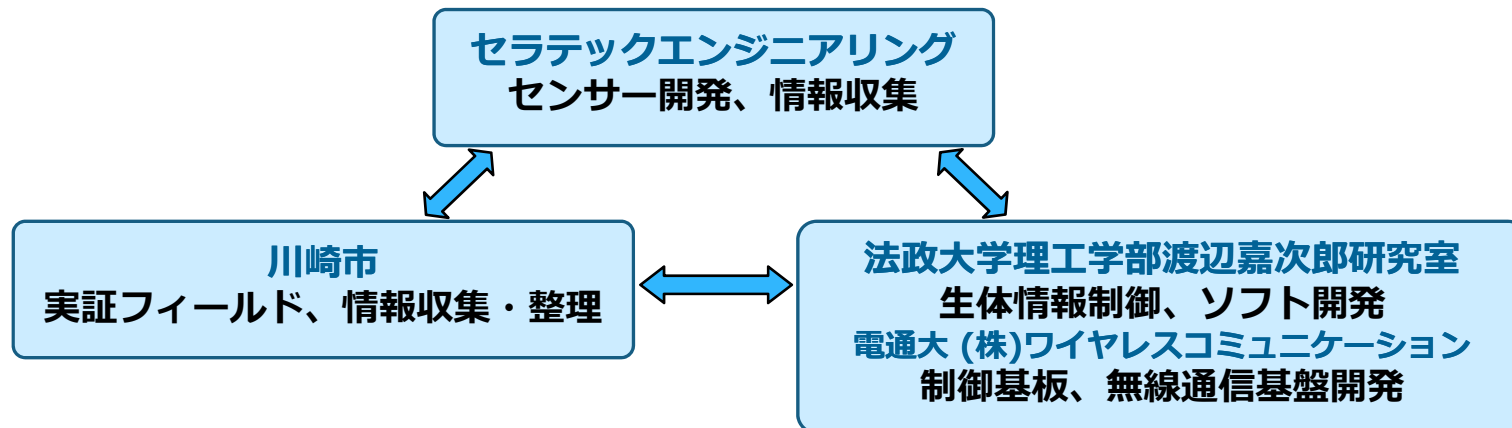 セラテックエンジニアリング
センサー開発、情報収集
川崎市
実証フィールド、情報収集・整理
法政大学理工学部渡辺嘉次郎研究室
生体情報制御、ソフト開発
電通大 (株)ワイヤレスコミュニケーション
制御基板、無線通信基盤開発